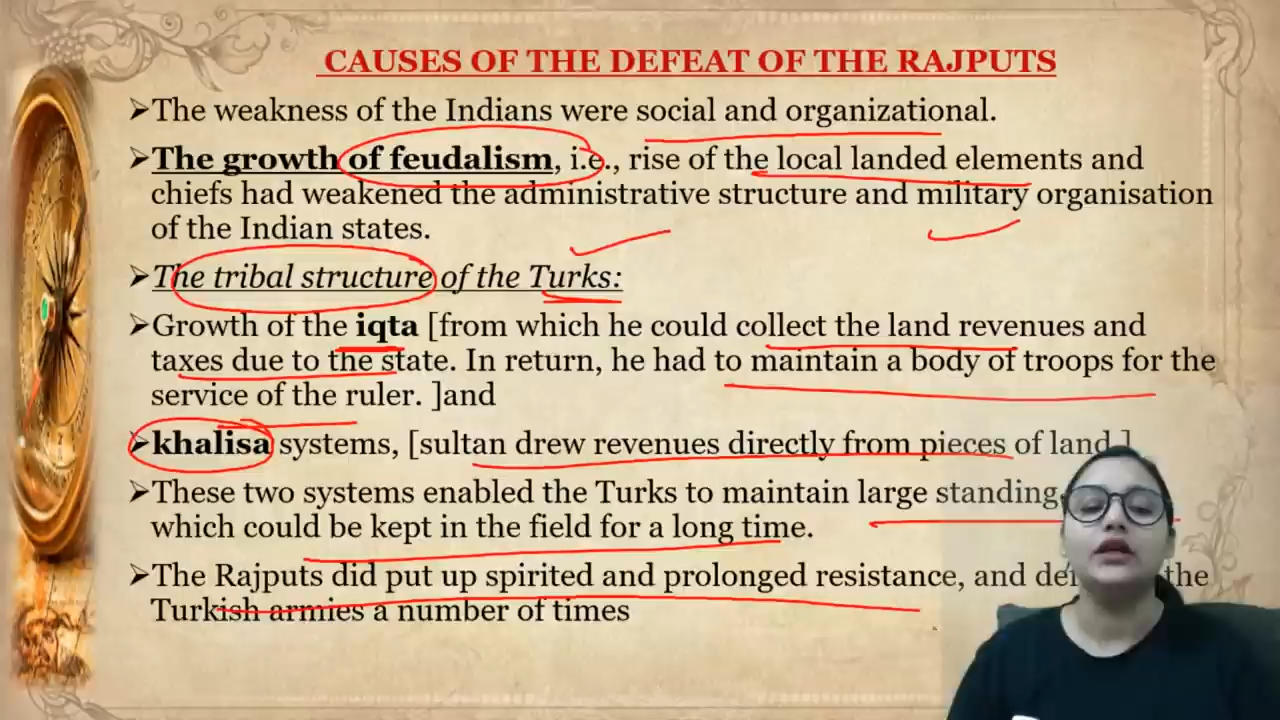 CAUSES OF THE DEFEAT OF THE RAJPUTS
➢The weakness of the Indians were social and organizational.
➢The growth of feudalism, i.e., rise of the local landed elements and
chiefs had weakened the administrative structure and military organisation
of the Indian states.
➢The tribal structure of the Turks:
➢Growth of the iqta [from which he could collect the land revenues and
taxes due to the state. In return, he had to maintain a body of troops for the
service of the ruler. ]and
➢khalisa systems, [sultan drew revenues directly from pieces of land.]
➢These two systems enabled the Turks to maintain large standing
which could be kept in the field for a long time.
➢The Rajputs did put up spirited and prolonged resistance, and the
Turkish armies a number of times